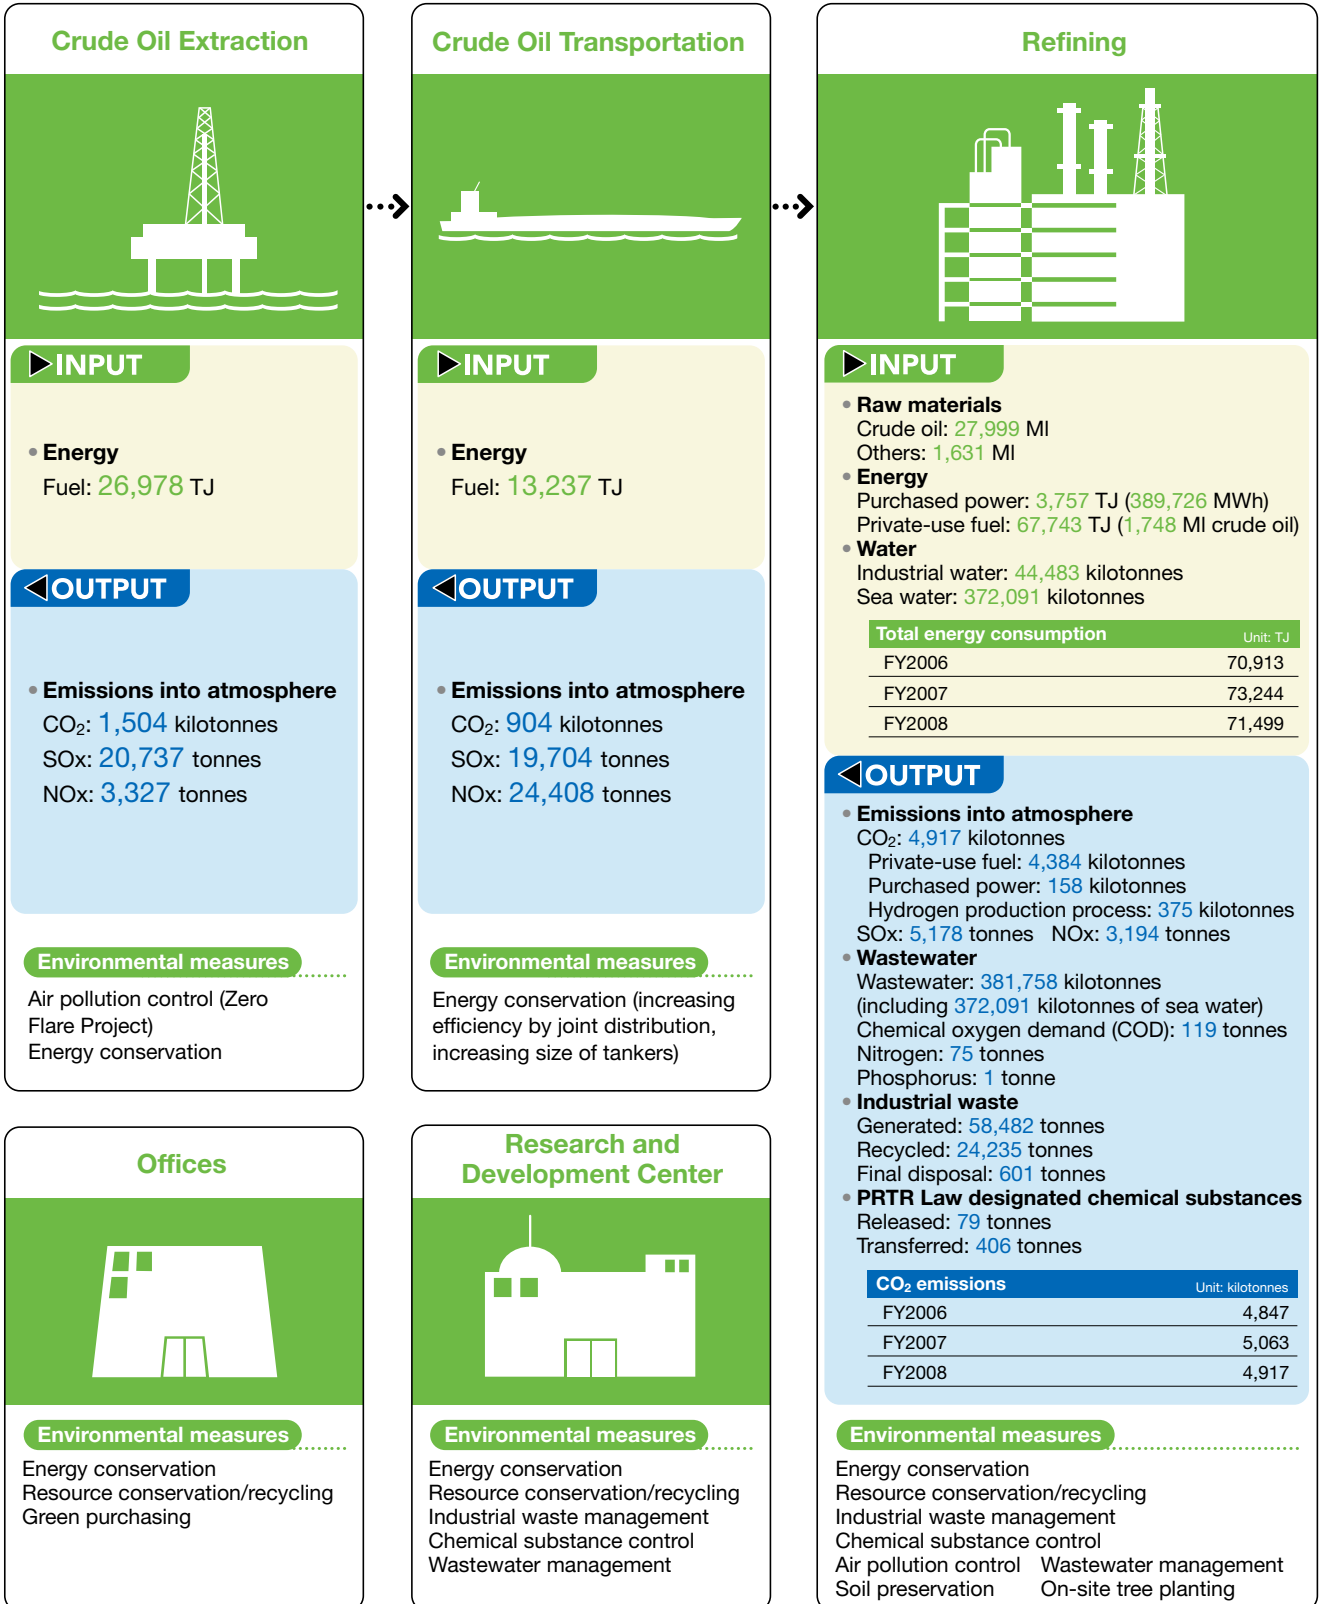 Crude Oil Extraction
INPUT
• Energy
Fuel: 26,978 TJ
OUTPUT
• Emissions into atmosphere
CO₂: 1,504 kilotonnes
SOx: 20,737 tonnes
NOx: 3,327 tonnes
Environmental measures
Air pollution control (Zero
Flare Project)
Energy conservation
Crude Oil Transportation
INPUT
• Energy
Fuel: 13,237 TJ
OUTPUT
• Emissions into atmosphere
CO₂: 904 kilotonnes
SOx: 19,704 tonnes
NOx: 24,408 tonnes
Environmental measures
Energy conservation (increasing
efficiency by joint distribution,
increasing size of tankers)
Refining
INPUT
• Raw materials
Crude oil: 27,999 Ml
Others: 1,631 Ml
• Energy
Purchased power: 3,757 TJ (389,726 MWh)
Private-use fuel: 67,743 TJ (1,748 Ml crude oil)
• Water
Industrial water: 44,483 kilotonnes
Sea water: 372,091 kilotonnes
Total energy consumption Unit: TJ
FY2006 70,913
FY2007 73,244
FY2008 71,499
OUTPUT
• Emissions into atmosphere
CO₂: 4,917 kilotonnes
Private-use fuel: 4,384 kilotonnes
Purchased power: 158 kilotonnes
Hydrogen production process: 375 kilotonnes
SOx: 5,178 tonnes NOx: 3,194 tonnes
• Wastewater
Wastewater: 381,758 kilotonnes
(including 372,091 kilotonnes of sea water)
Chemical oxygen demand (COD): 119 tonnes
Nitrogen: 75 tonnes
Phosphorus: 1 tonne
• Industrial waste
Generated: 58,482 tonnes
Recycled: 24,235 tonnes
Final disposal: 601 tonnes
• PRTR Law designated chemical substances
Released: 79 tonnes
Transferred: 406 tonnes
CO₂ emissions Unit: kilotonnes
FY2006 4,847
FY2007 5,063
FY2008 4,917
Environmental measures
Energy conservation
Resource conservation/recycling
Industrial waste management
Chemical substance control
Air pollution control Wastewater management
Soil preservation On-site tree planting
Offices
Environmental measures
Energy conservation
Resource conservation/recycling
Green purchasing
Research and
Development Center
Environmental measures
Energy conservation
Resource conservation/recycling
Industrial waste management
Chemical substance control
Wastewater management